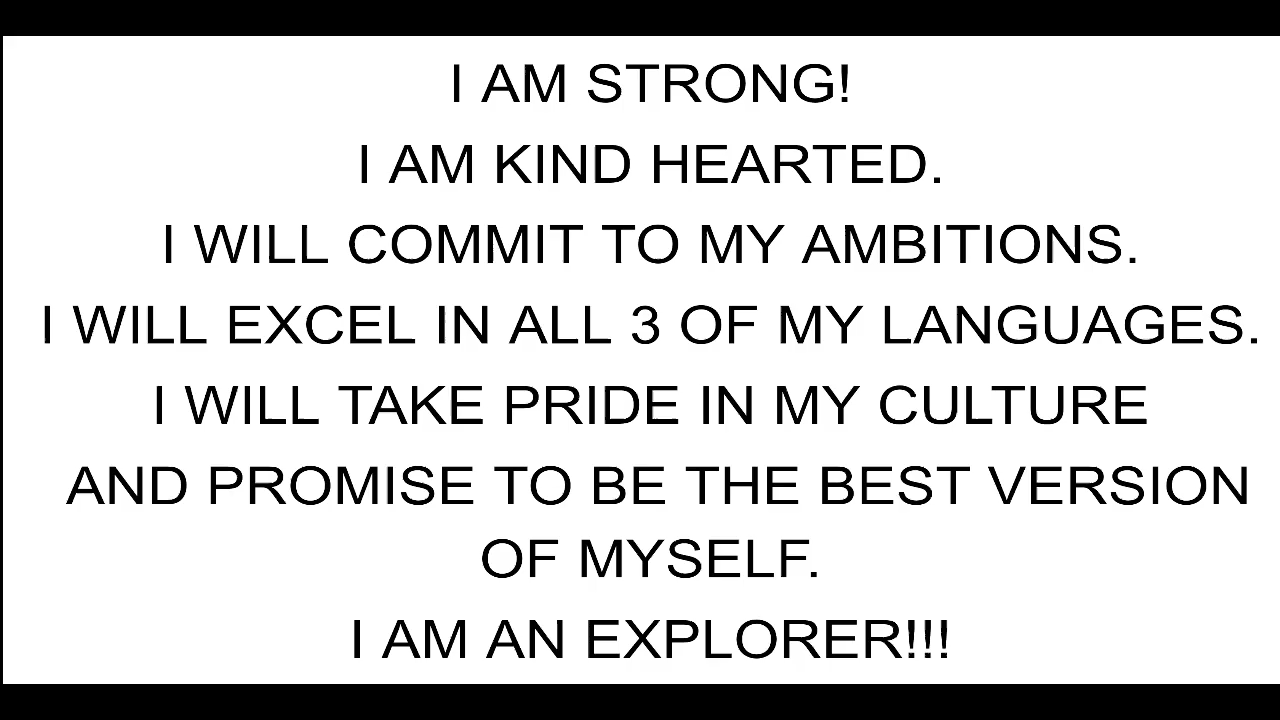 I AM STRONG!
I AM KIND HEARTED.
I WILL COMMIT TO MY AMBITIONS.
I WILL EXCEL IN ALL 3 OF MY LANGUAGES.
I WILL TAKE PRIDE IN MY CULTURE
AND PROMISE TO BE THE BEST VERSION
OF MYSELF.
I AM AN EXPLORER!!!